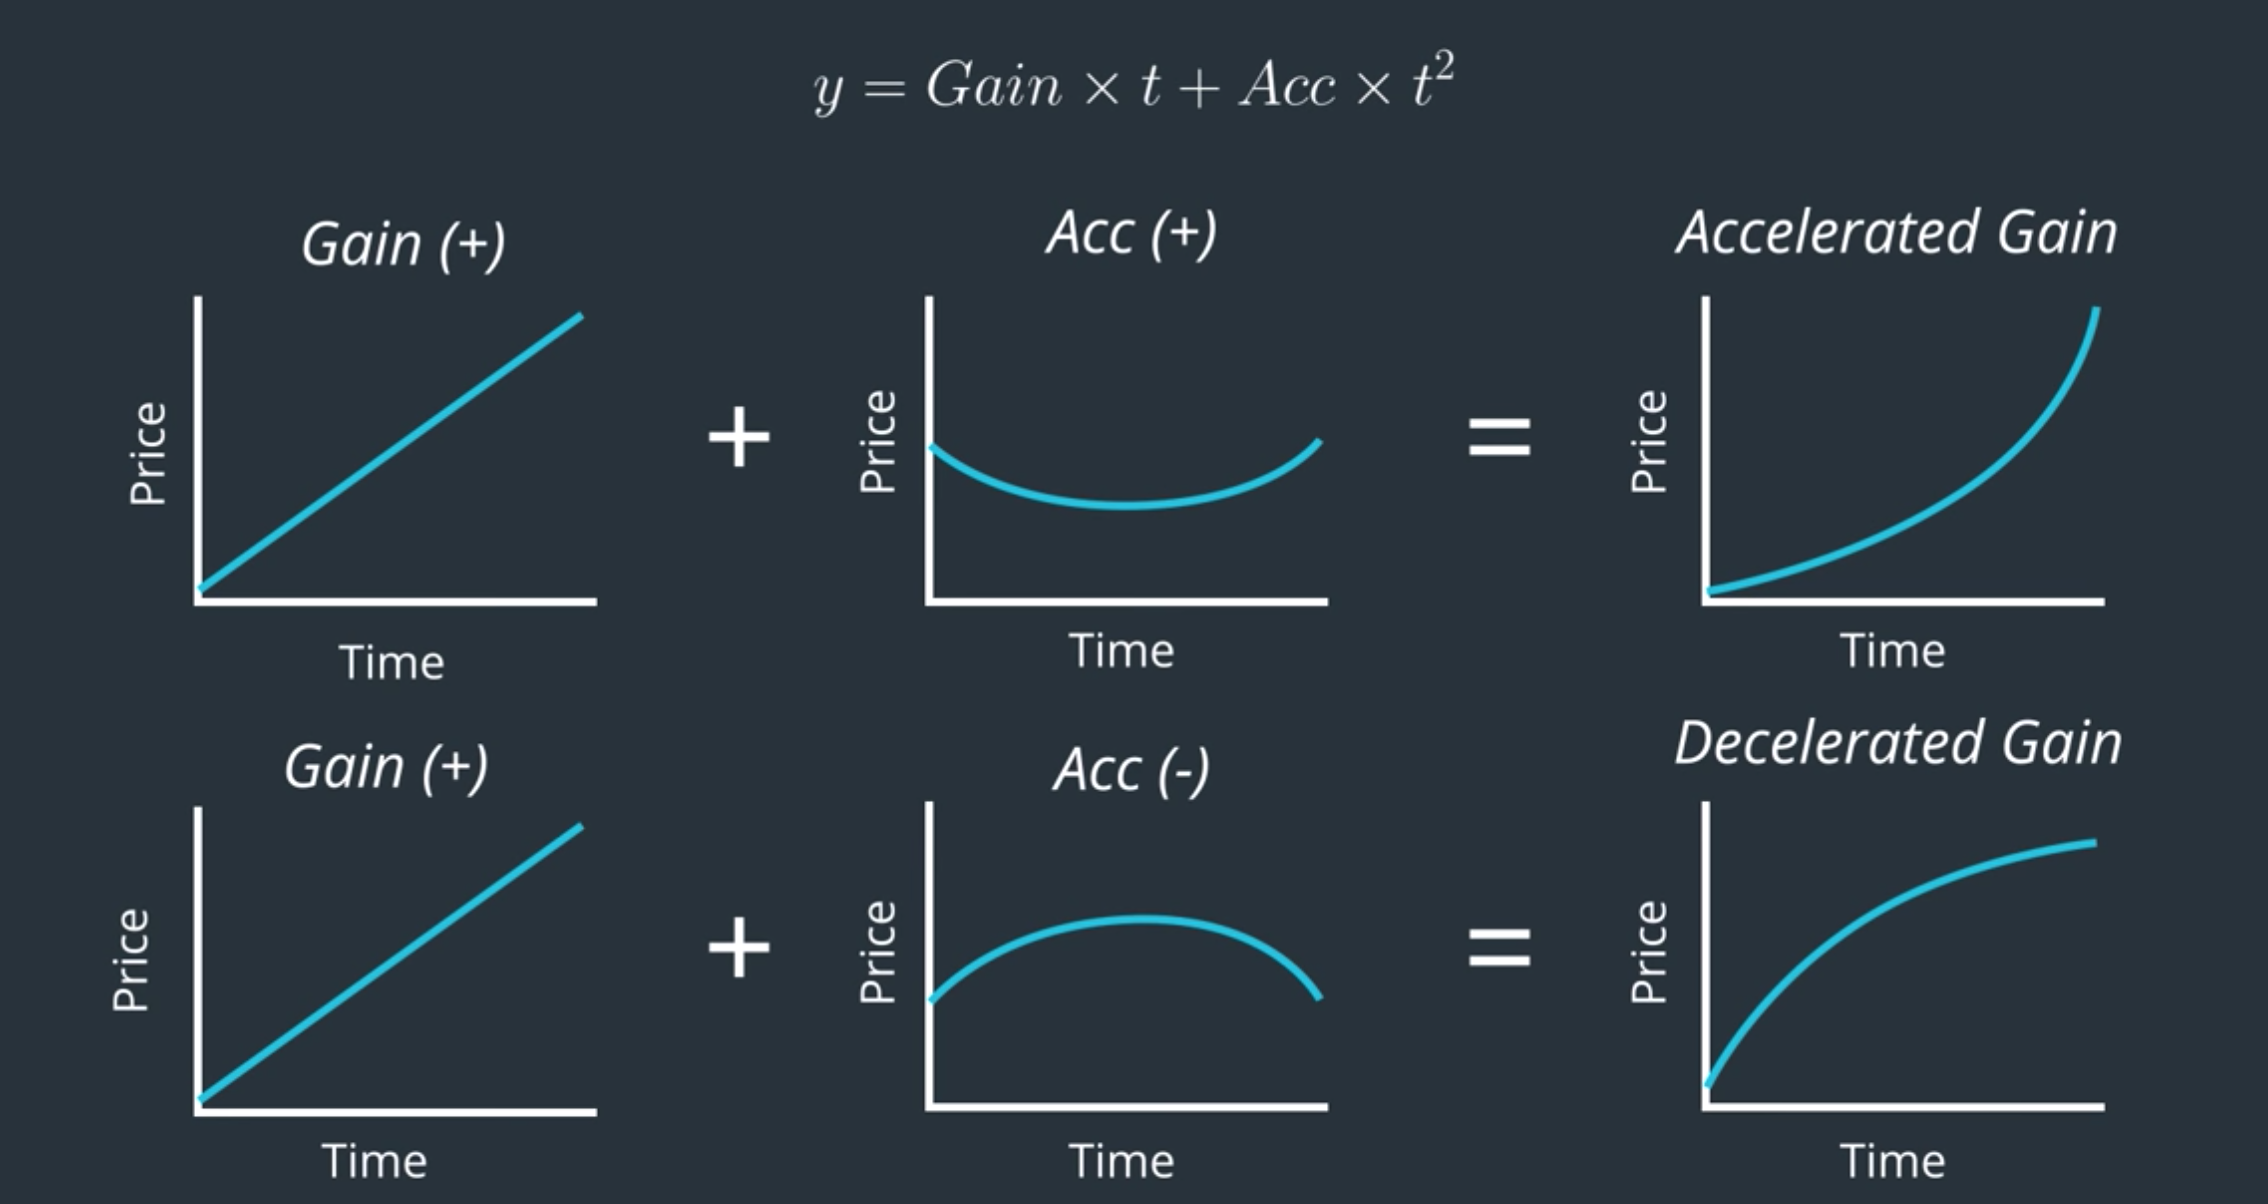 y = Gain × t + Acc × t²
Gain (+)
Acc (+)
Accelerated Gain
Price
+
Price
=
Price
Time
Time
Time
Gain (+)
Acc (-)
Decelerated Gain
Price
+
Price
=
Price
Time
Time
Time